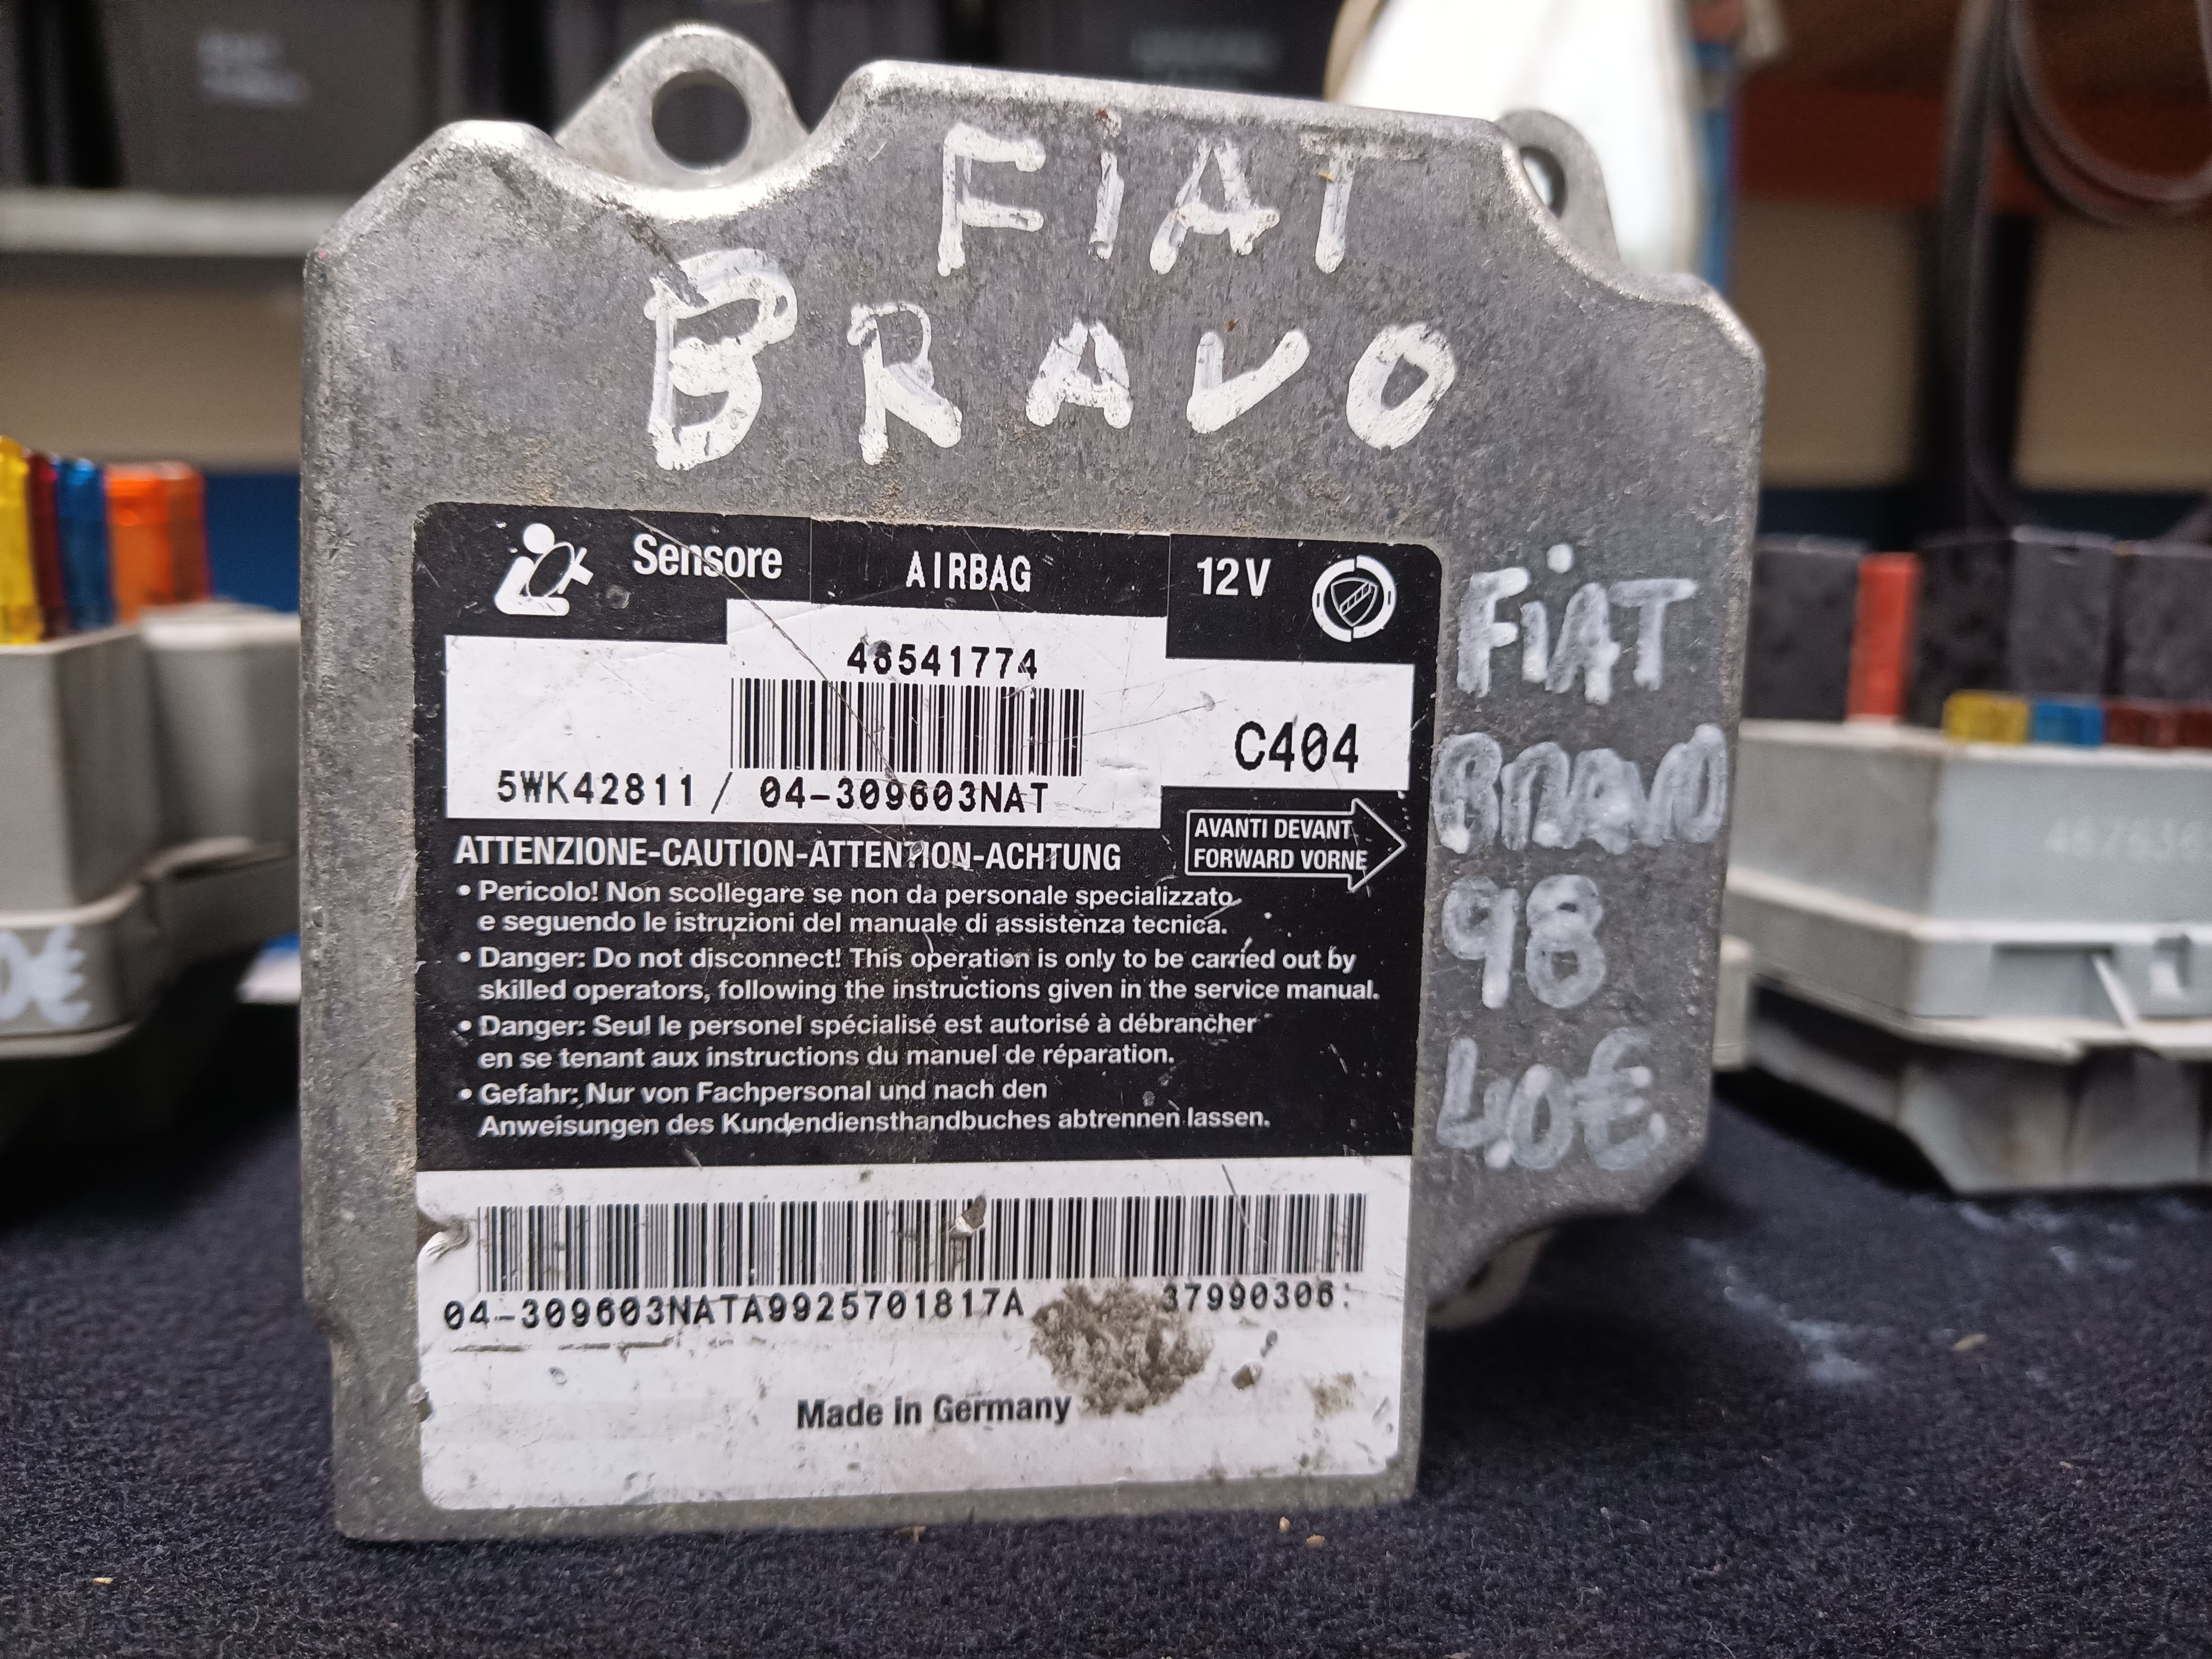 FiAT
BRAVO
Sensore AIRBAG 12V
46541774
C404
5WK42811 / 04-309603NAT
AVANTI DEVANT
FORWARD VORNE
ATTENZIONE-CAUTION-ATTENTION-ACHTUNG
• Pericolo! Non scollegare se non da personale specializzato
e seguendo le istruzioni del manuale di assistenza tecnica.
• Danger: Do not disconnect! This operation is only to be carried out by
skilled operators, following the instructions given in the service manual.
• Danger: Seul le personel spécialisé est autorisé à débrancher
en se tenant aux instructions du manuel de réparation.
• Gefahr: Nur von Fachpersonal und nach den
Anweisungen des Kundendiensthandbuches abtrennen lassen.
04-309603NATA9925701817A 37990306:
Made in Germany
FiAT
BRAVO
98
40€
0€